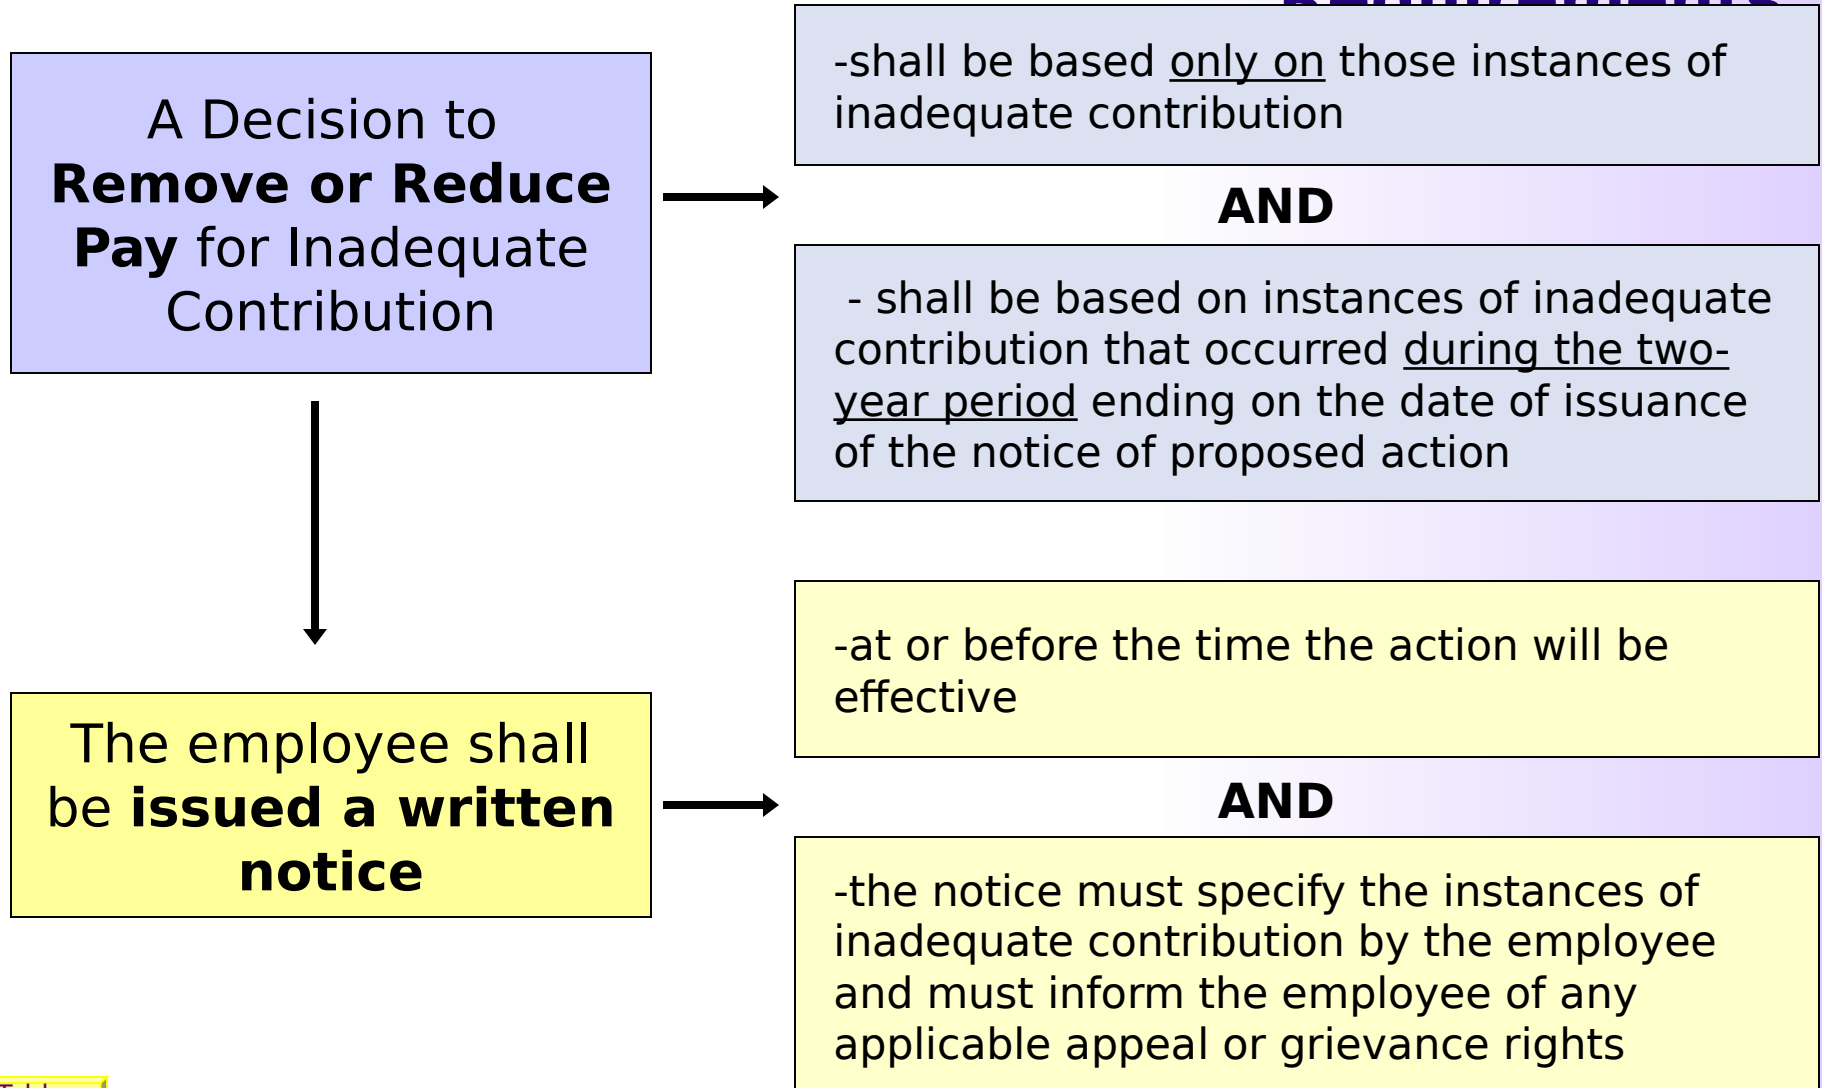 A Decision to
Remove or Reduce
Pay for Inadequate
Contribution
-shall be based only on those instances of
inadequate contribution
AND
- shall be based on instances of inadequate
contribution that occurred during the two-
year period ending on the date of issuance
of the notice of proposed action
The employee shall
be issued a written
notice
-at or before the time the action will be
effective
AND
-the notice must specify the instances of
inadequate contribution by the employee
and must inform the employee of any
applicable appeal or grievance rights